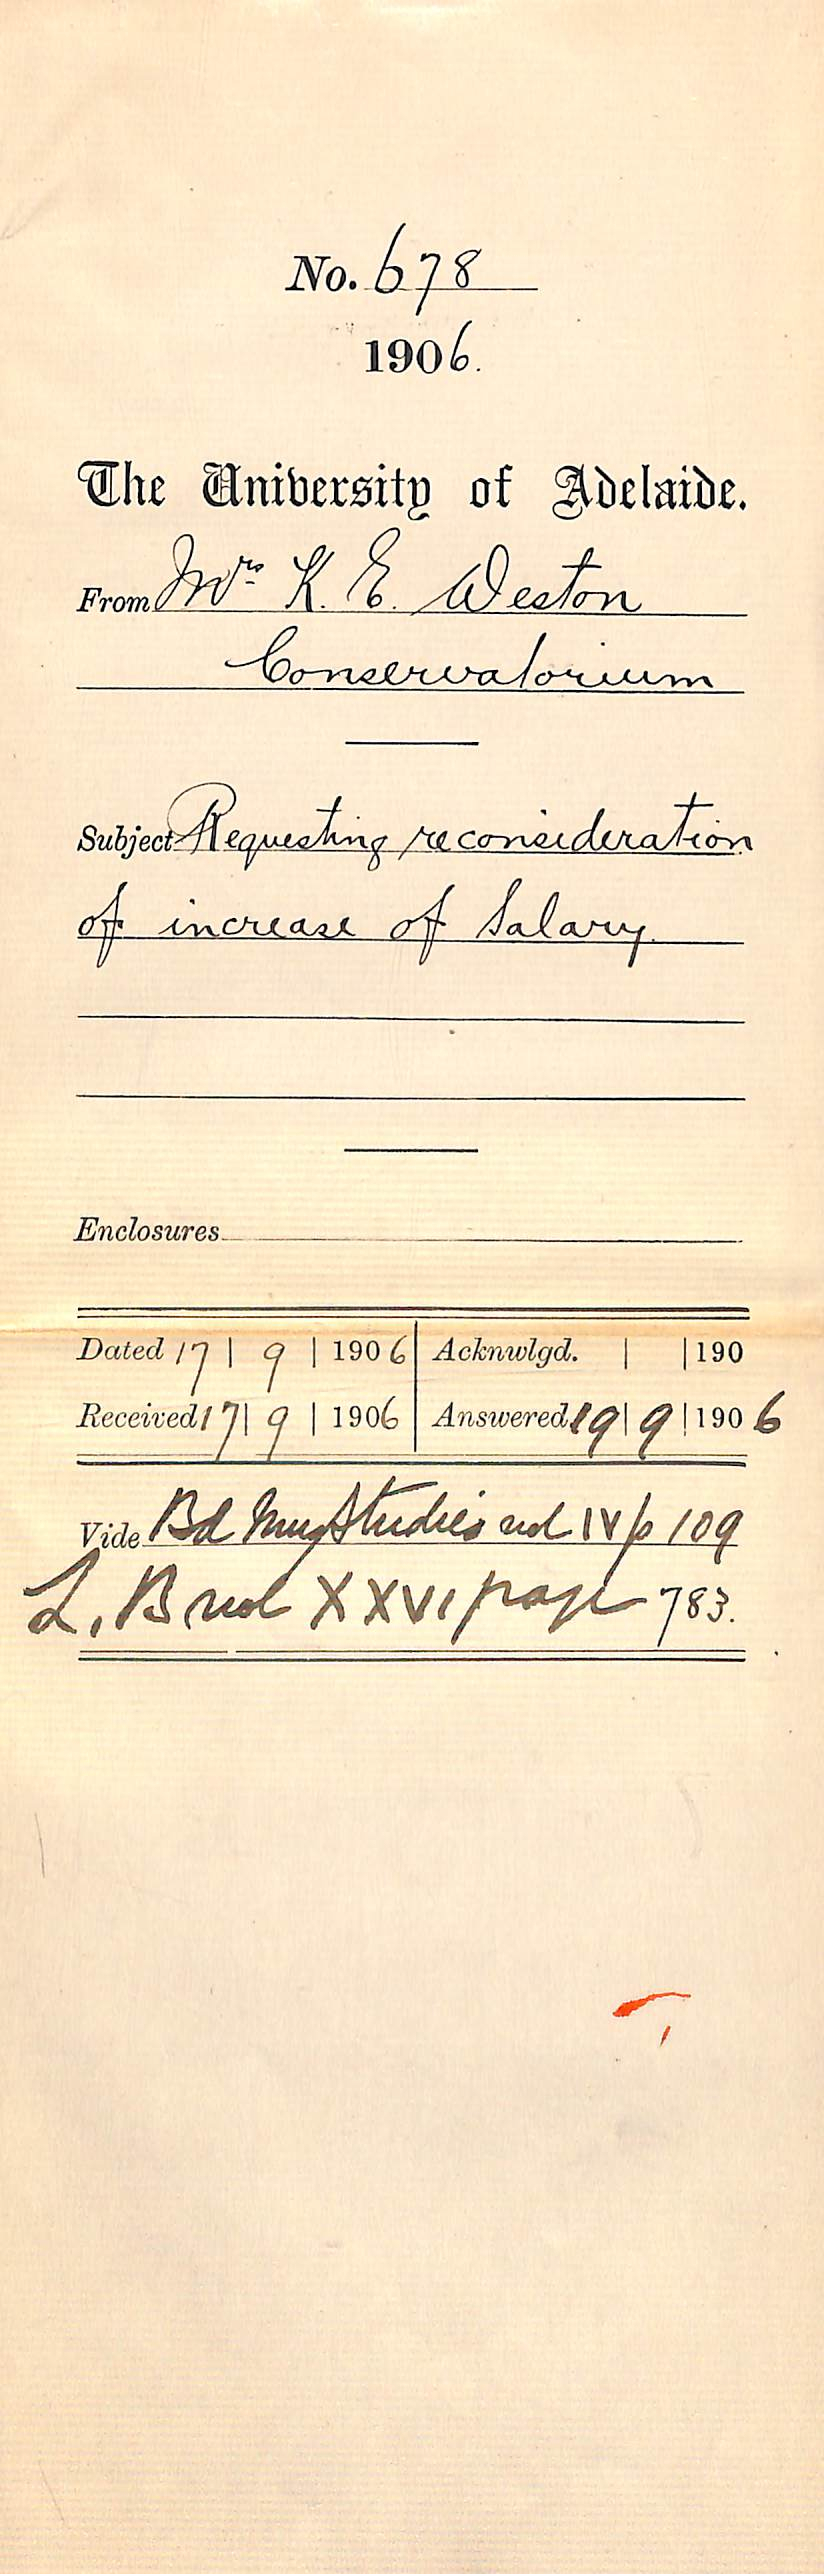 No. 678
1906.
The University of Adelaide.
From Mrs K. E. Weston
Conservatorium
Subject Requesting reconsideration
of increase of Salary.
Enclosures
Dated 17 | 9 | 1906 Acknwlgd. | | 190
Received 17 | 9 | 1906 Answered 19 | 9 | 1906
Vide Bd Mus Studies vol IV p 109
L. B vol XXVI page 783.